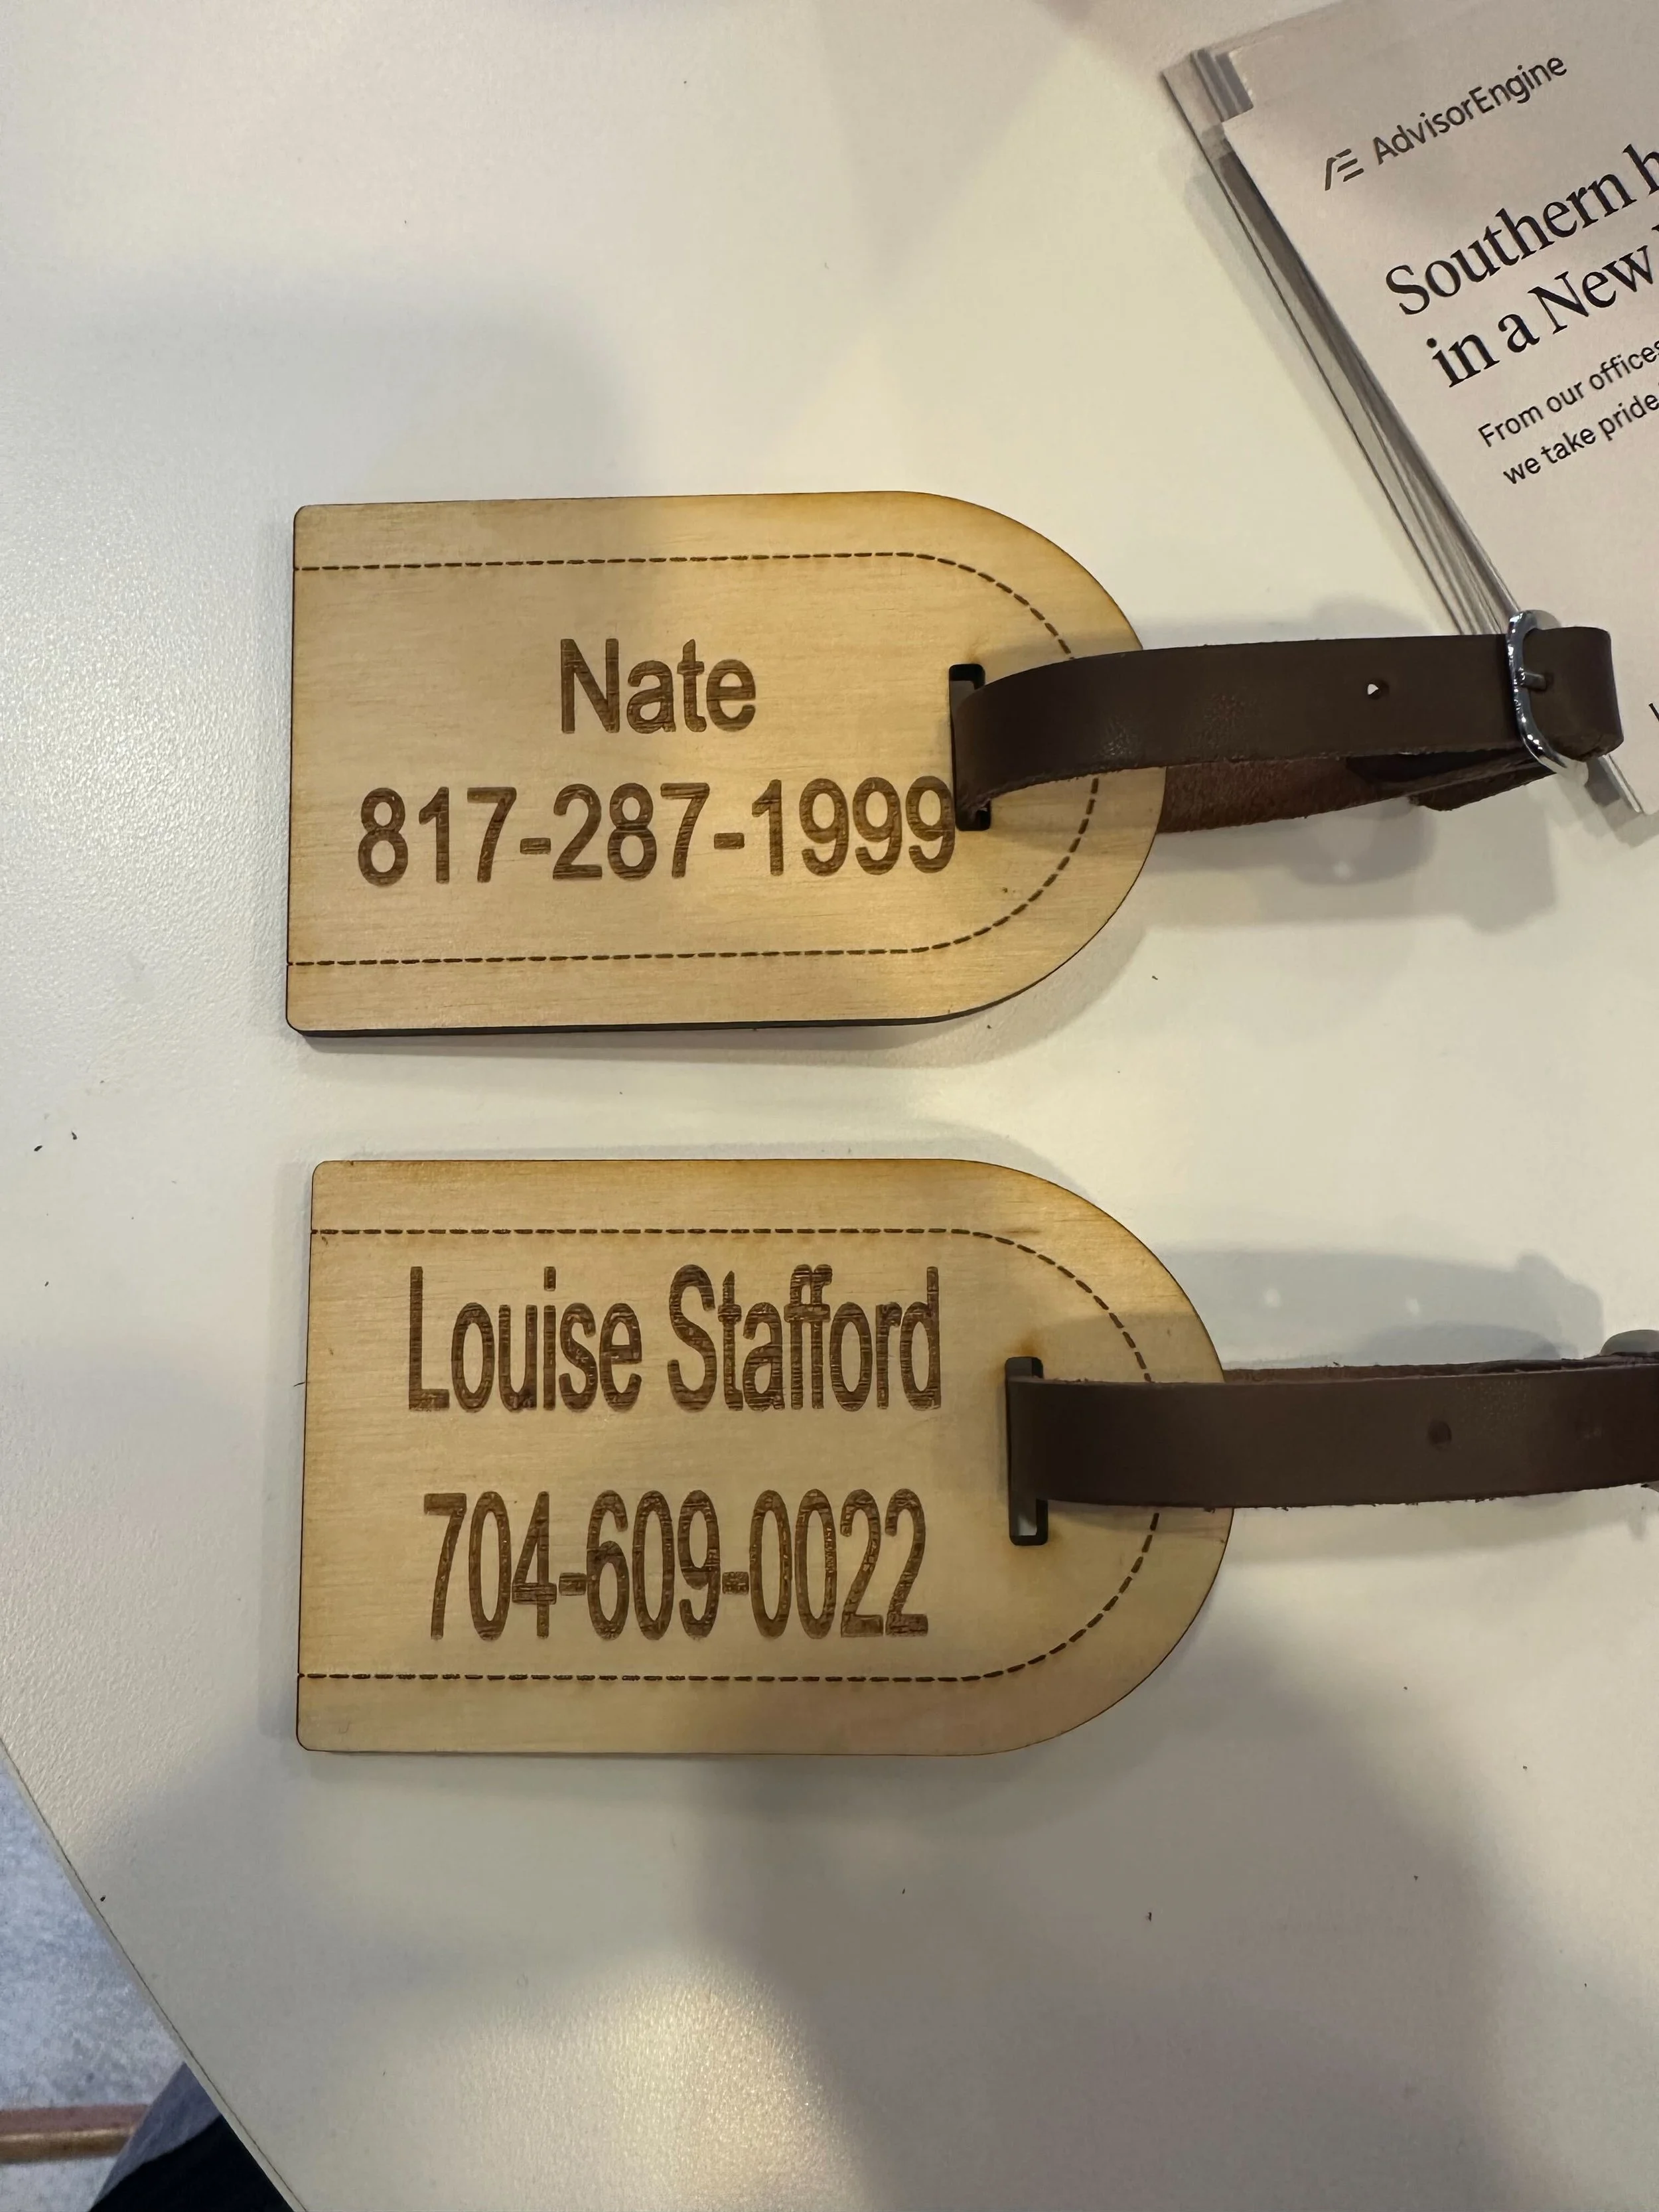 AdvisorEngine
Southern
in a New
From our offices
we take pride
Nate
817-287-1999
Louise Stafford
704-609-0022